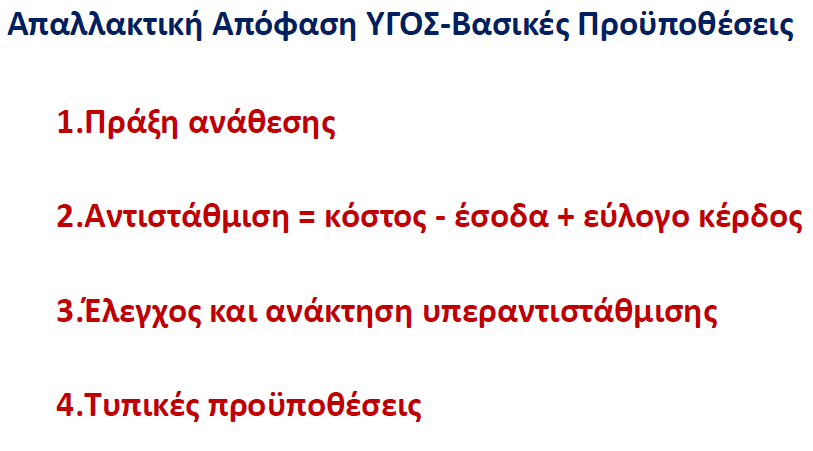 Απαλλακτική Απόφαση ΥΓΟΣ-Βασικές Προϋποθέσεις
1.Πράξη ανάθεσης
2.Αντιστάθμιση = κόστος - έσοδα + εύλογο κέρδος
3.Έλεγχος και ανάκτηση υπεραντιστάθμισης
4.Τυπικές προϋποθέσεις